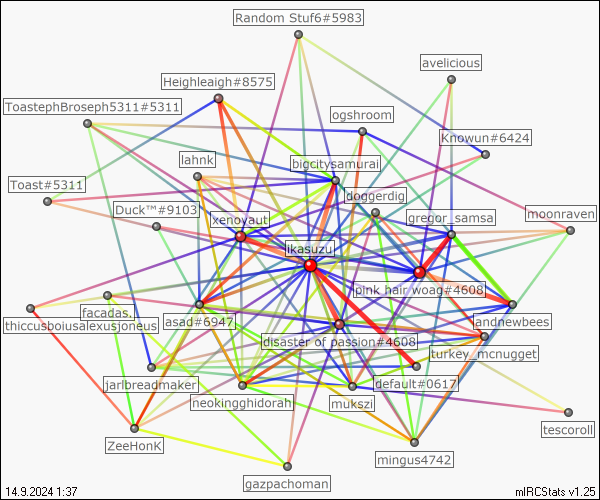 Random Stuf6#5983
avelicious
Heighleaigh#8575
ToastephBroseph5311#5311
ogshroom
Knowun#6424
lahnk
bigcitysamurai
Toast#5311
doggerdig
Duck™#9103
xenoyaut
gregor_samsa
moonraven
ikasuzu
pink hair woag#4608
facadas.
thiccusboiusalexusjoneus
asad#6947
landnewbees
disaster of passion#4608
turkey_mcnugget
jarlbreadmaker
default#0617
neokingghidorah
mukszi
tescoroll
ZeeHonK
mingus4742
gazpachoman
14.9.2024 1:37
mIRCStats v1.25